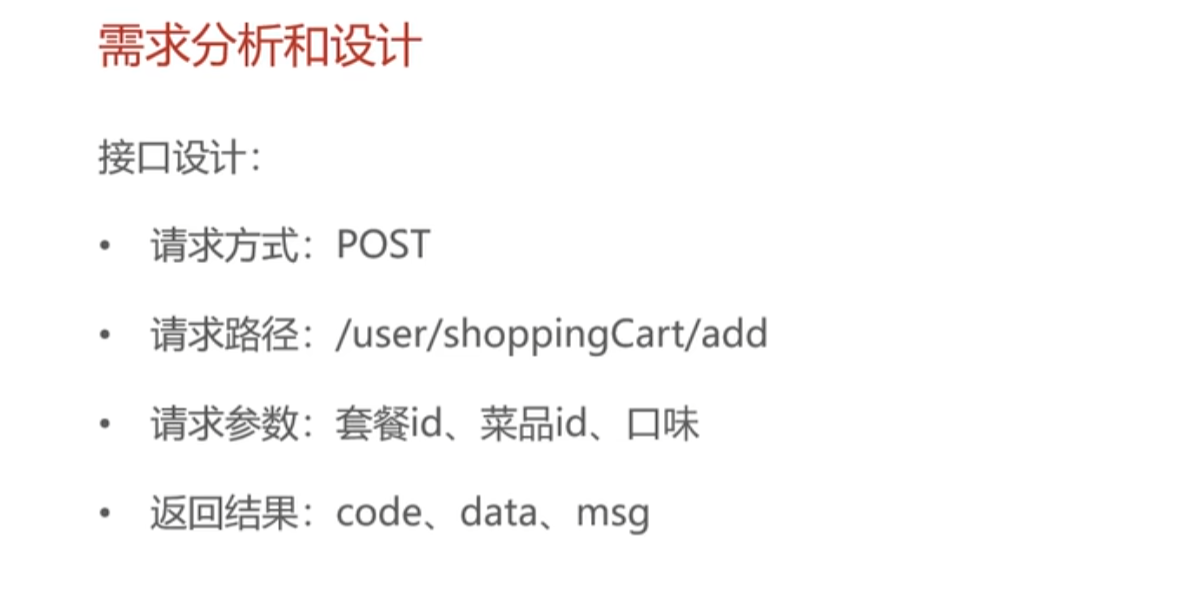 需求分析和设计
接口设计：
• 请求方式：POST
• 请求路径：/user/shoppingCart/add
• 请求参数：套餐id、菜品id、口味
• 返回结果：code、data、msg